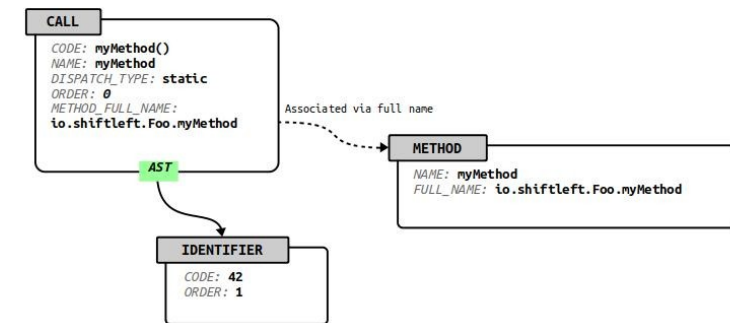 CALL
CODE: myMethod()
NAME: myMethod
DISPATCH_TYPE: static
ORDER: 0
METHOD_FULL_NAME:
io.shiftleft.Foo.myMethod
AST
Associated via full name
METHOD
NAME: myMethod
FULL_NAME: io.shiftleft.Foo.myMethod
IDENTIFIER
CODE: 42
ORDER: 1